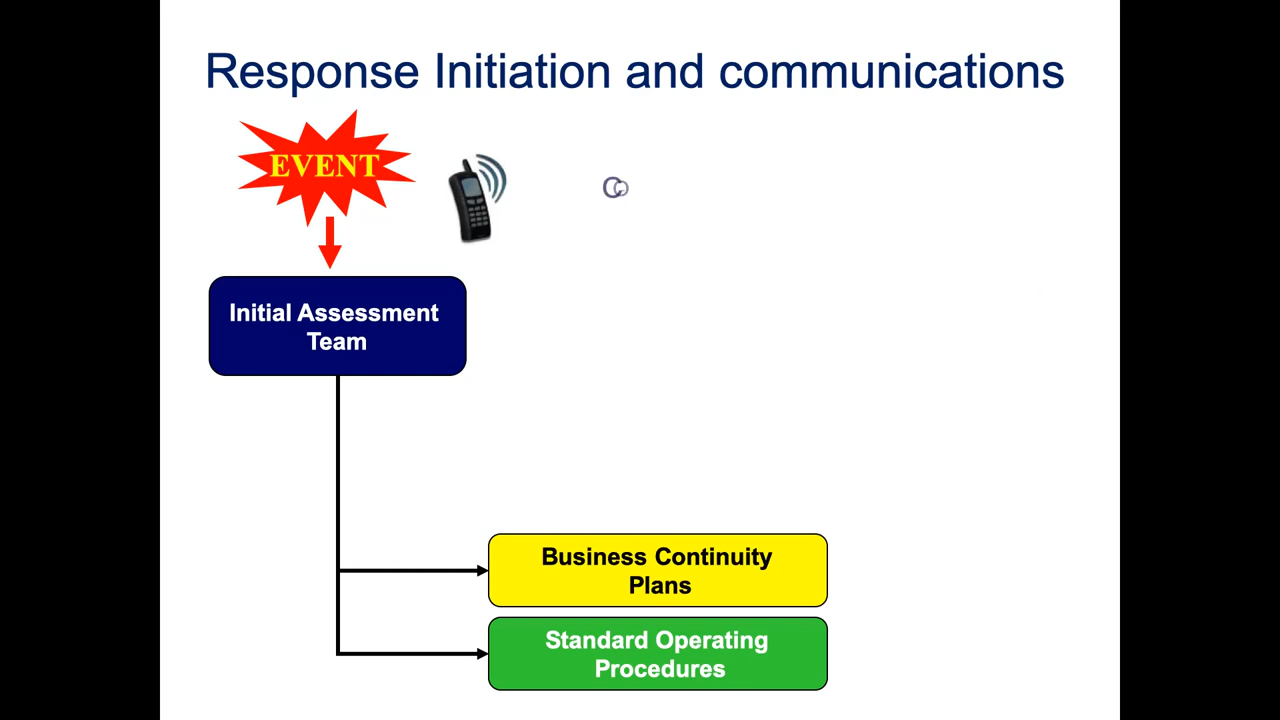 Response Initiation and communications
EVENT
Initial Assessment
Team
Business Continuity
Plans
Standard Operating
Procedures